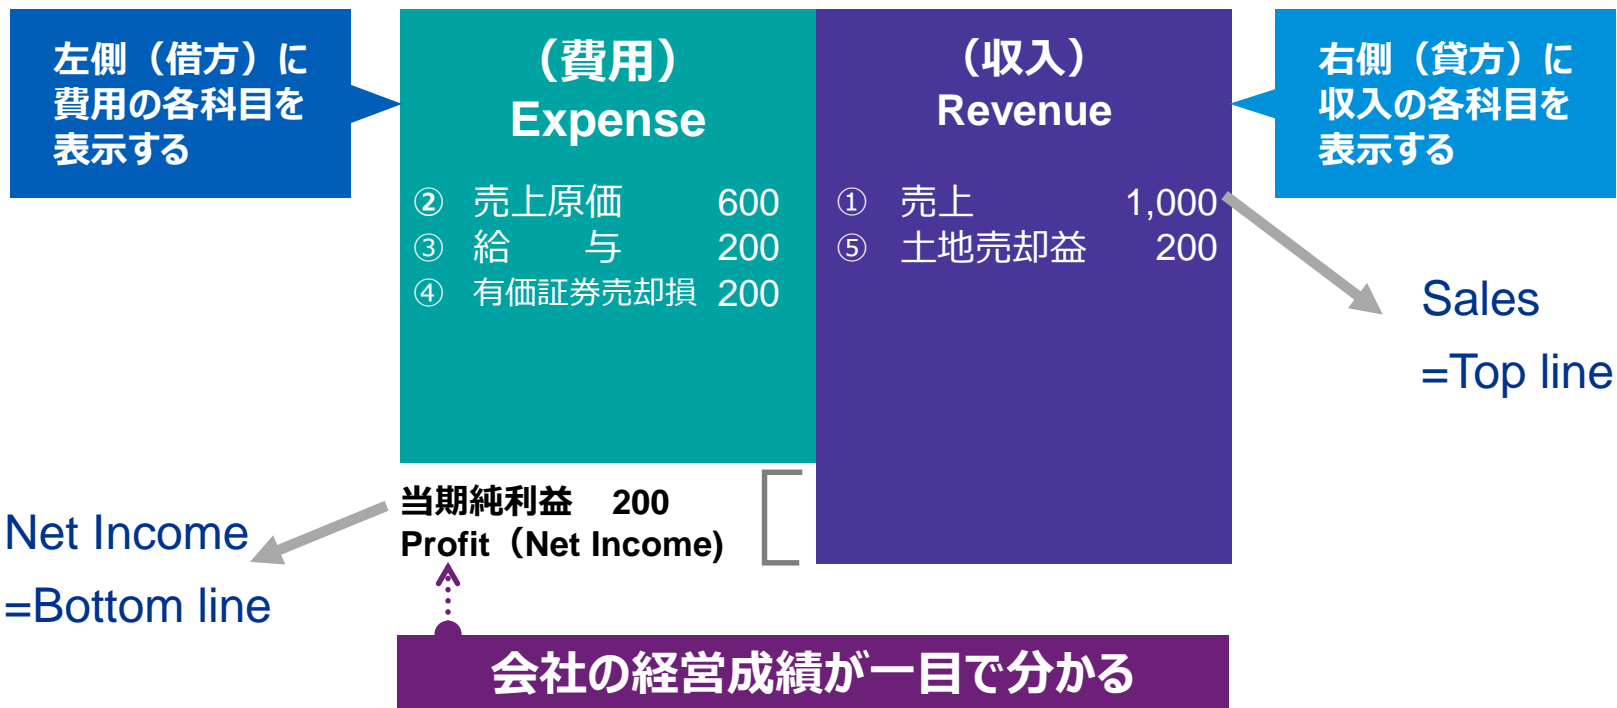 左側（借方）に
費用の各科目を
表示する
（費用）
Expense
② 売上原価 600
③ 給　与 200
④ 有価証券売却損 200
（収入）
Revenue
① 売上 1,000
⑤ 土地売却益 200
右側（貸方）に
収入の各科目を
表示する
Sales
=Top line
当期純利益 200
Profit（Net Income)
Net Income
=Bottom line
会社の経営成績が一目で分かる